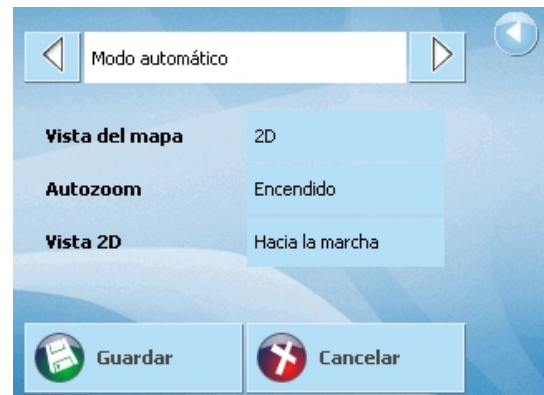 Modo automático
Vista del mapa 2D
Autozoom Encendido
Vista 2D Hacia la marcha
Guardar Cancelar